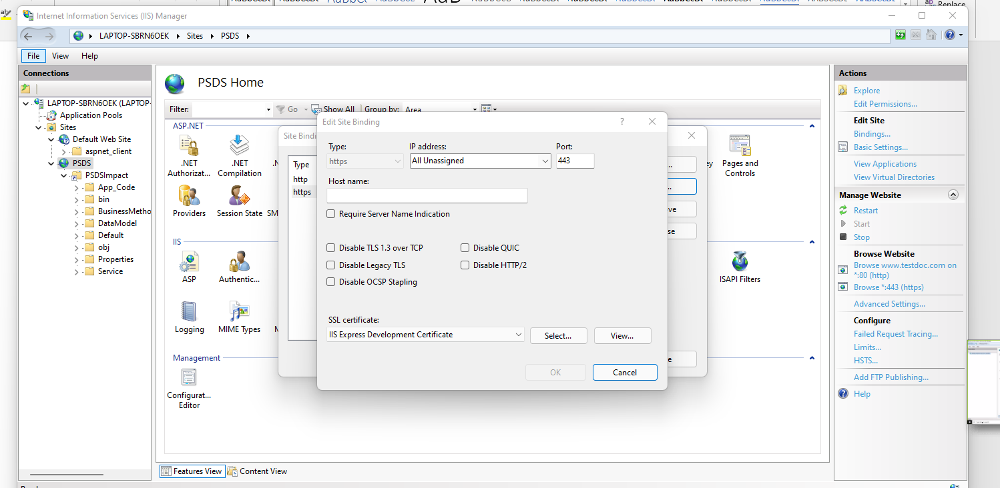 Replace
Internet Information Services (IIS) Manager
LAPTOP-SBRN6OEK Sites PSDS
File View Help
Connections
LAPTOP-SBRN6OEK (LAPTOP-
Application Pools
Sites
Default Web Site
aspnet_client
PSDS
PSDSImpact
App_Code
bin
BusinessMetho
DataModel
Default
obj
Properties
Service
PSDS Home
Filter: Go Show All Group by: Area
ASP.NET
.NET Authorizat...
.NET Compilation
Pages and Controls
Providers
Session State
SM
IIS
ASP
Authentic...
ISAPI Filters
Logging
MIME Types
Management
Configurat... Editor
Features View
Content View
Site Bindi
Type
http
https
Edit Site Binding
?
Type:
IP address:
Port:
https
All Unassigned
443
Host name:
Require Server Name Indication
Disable TLS 1.3 over TCP
Disable QUIC
Disable Legacy TLS
Disable HTTP/2
Disable OCSP Stapling
SSL certificate:
IIS Express Development Certificate
Select...
View...
OK
Cancel
Actions
Explore
Edit Permissions...
Edit Site
Bindings...
Basic Settings...
View Applications
View Virtual Directories
Manage Website
Restart
Start
Stop
Browse Website
Browse www.testdoc.com on
*:80 (http)
Browse *:443 (https)
Advanced Settings...
Configure
Failed Request Tracing...
Limits...
HSTS...
Add FTP Publishing...
Help